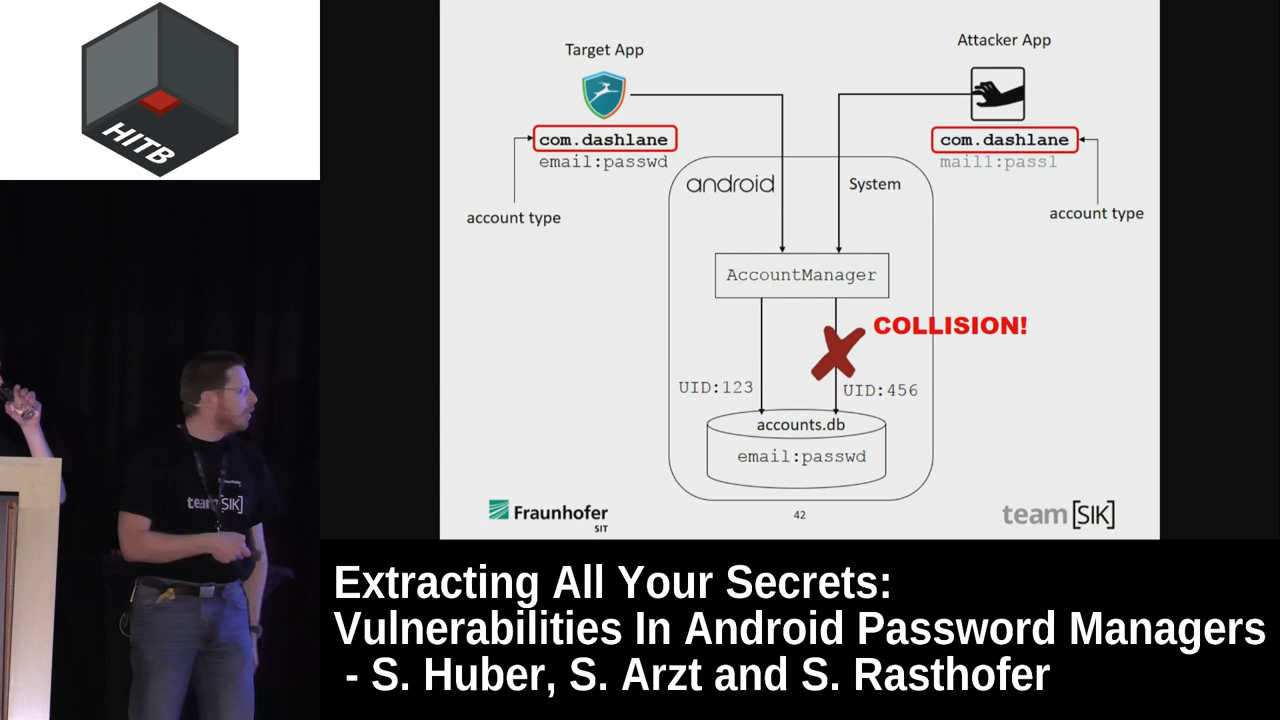 HITB
Target App
Attacker App
com.dashlane
email:passwd
com.dashlane
mail1:pass1
android
System
account type
account type
AccountManager
COLLISION!
UID:123
UID:456
accounts.db
email:passwd
Fraunhofer
SIT
42
team[SIK]
team[SIK]
Extracting All Your Secrets:
Vulnerabilities In Android Password Managers
- S. Huber, S. Arzt and S. Rasthofer